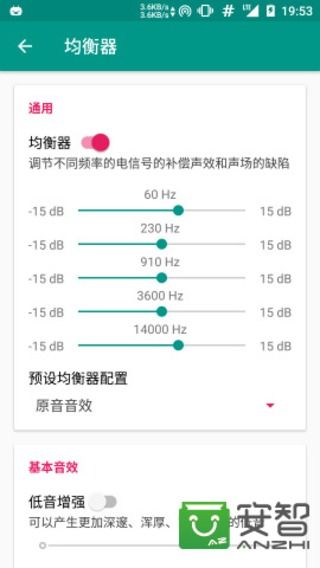 3.6KB/s
3.6KB/s
# LTE 19:53
均衡器
通用
均衡器
调节不同频率的电信号的补偿声效和声场的缺陷
60 Hz
-15 dB 15 dB
230 Hz
-15 dB 15 dB
910 Hz
-15 dB 15 dB
3600 Hz
-15 dB 15 dB
14000 Hz
-15 dB 15 dB
预设均衡器配置
原音音效
基本音效
低音增强
可以产生更加深邃、浑厚、的低音
安智
AZ
ANZHI